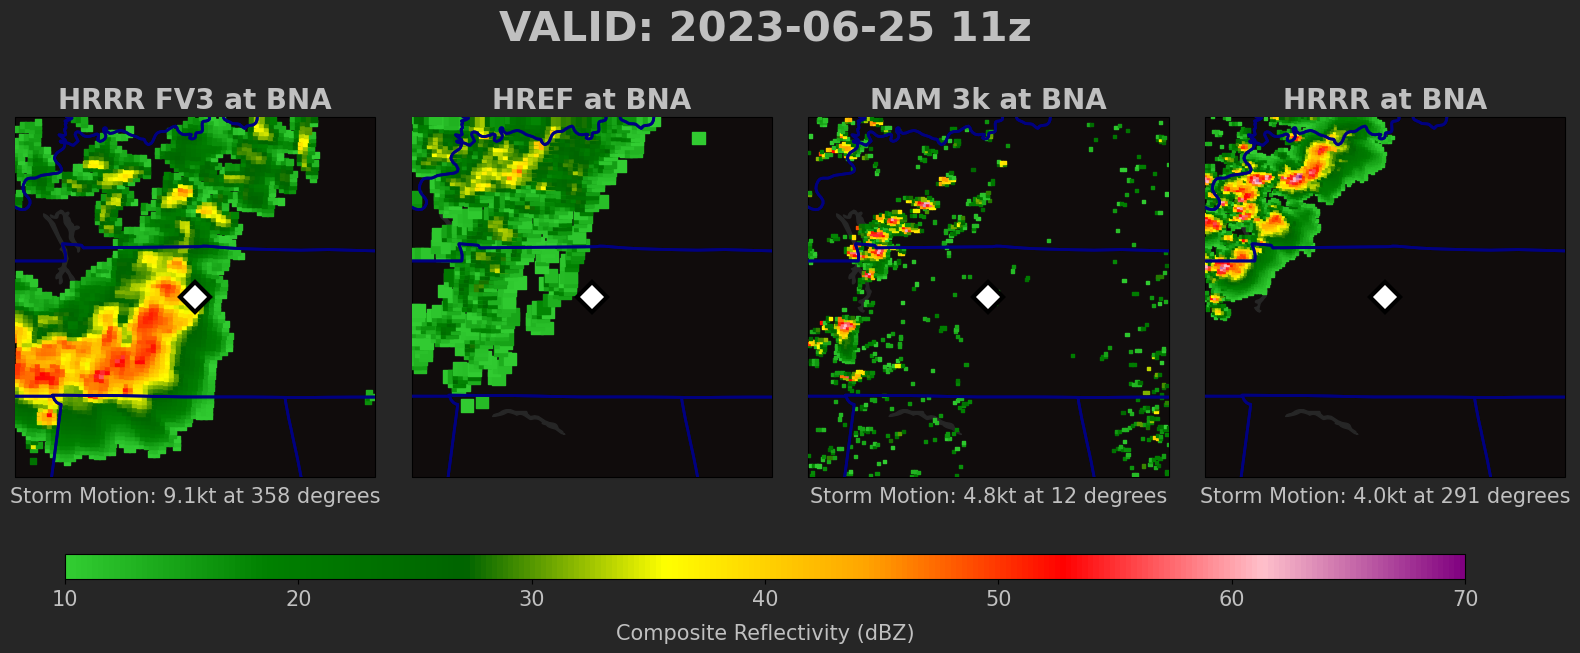 VALID: 2023-06-25 11z
HRRR FV3 at BNA
HREF at BNA
NAM 3k at BNA
HRRR at BNA
Storm Motion: 9.1kt at 358 degrees
Storm Motion: 4.8kt at 12 degrees
Storm Motion: 4.0kt at 291 degrees
10 20 30 40 50 60 70
Composite Reflectivity (dBZ)